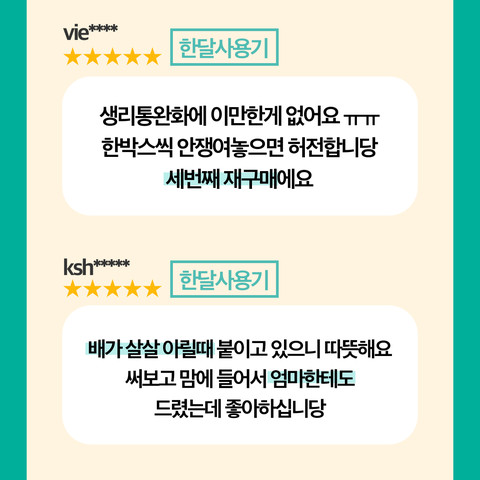 vie****
★★★★★
한달사용기
생리통완화에 이만한게 없어요 ㅠㅠ
한박스씩 안쟁여놓으면 허전합니당
세번째 재구매에요
ksh*****
★★★★★
한달사용기
배가 살살 아릴때 붙이고 있으니 따뜻해요
써보고 맘에 들어서 엄마한테도
드렸는데 좋아하십니당